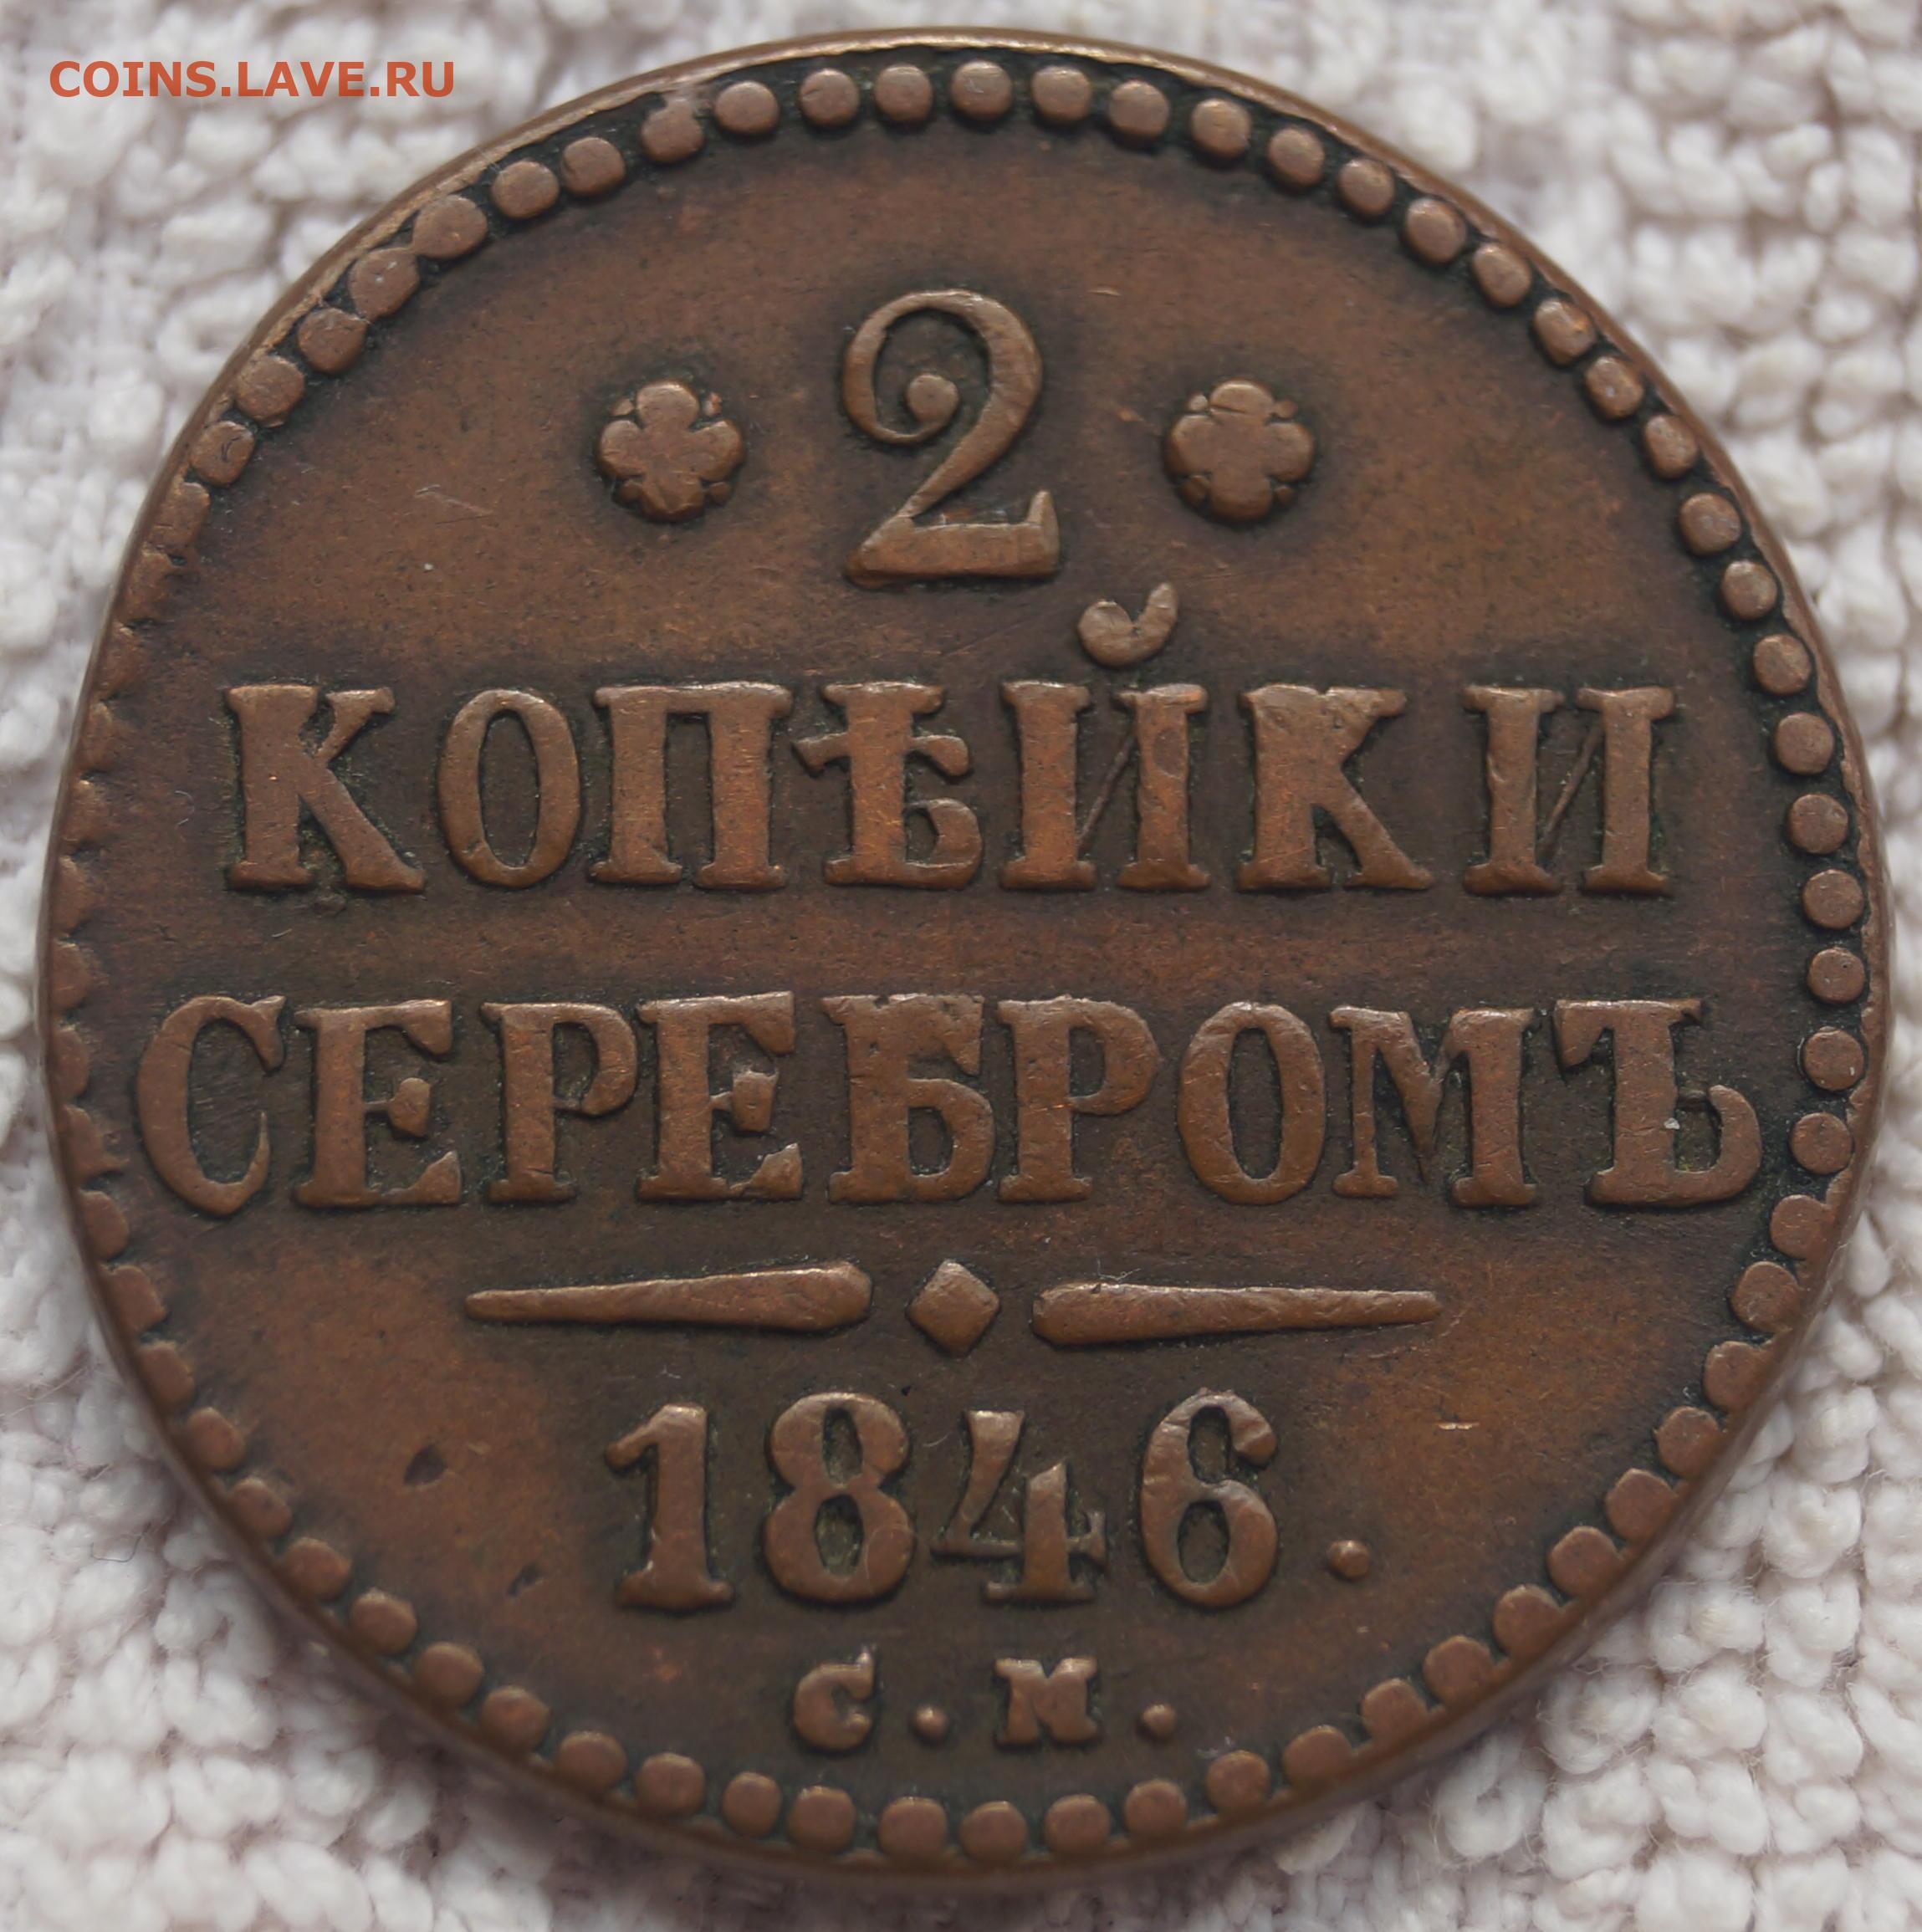 COINS.LAVE.RU
2
КОПѢЙКИ
СЕРЕБРОМЪ
1846.
С.М.